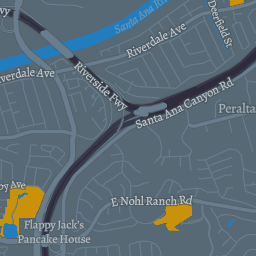 Santa Ana Ri
Deerfield St
Riverdale Ave
Riverdale Ave
Riverside Fwy
Santa Ana Canyon Rd
Peralta
E Nohl Ranch Rd
Ave
Flappy Jack's
Pancake House